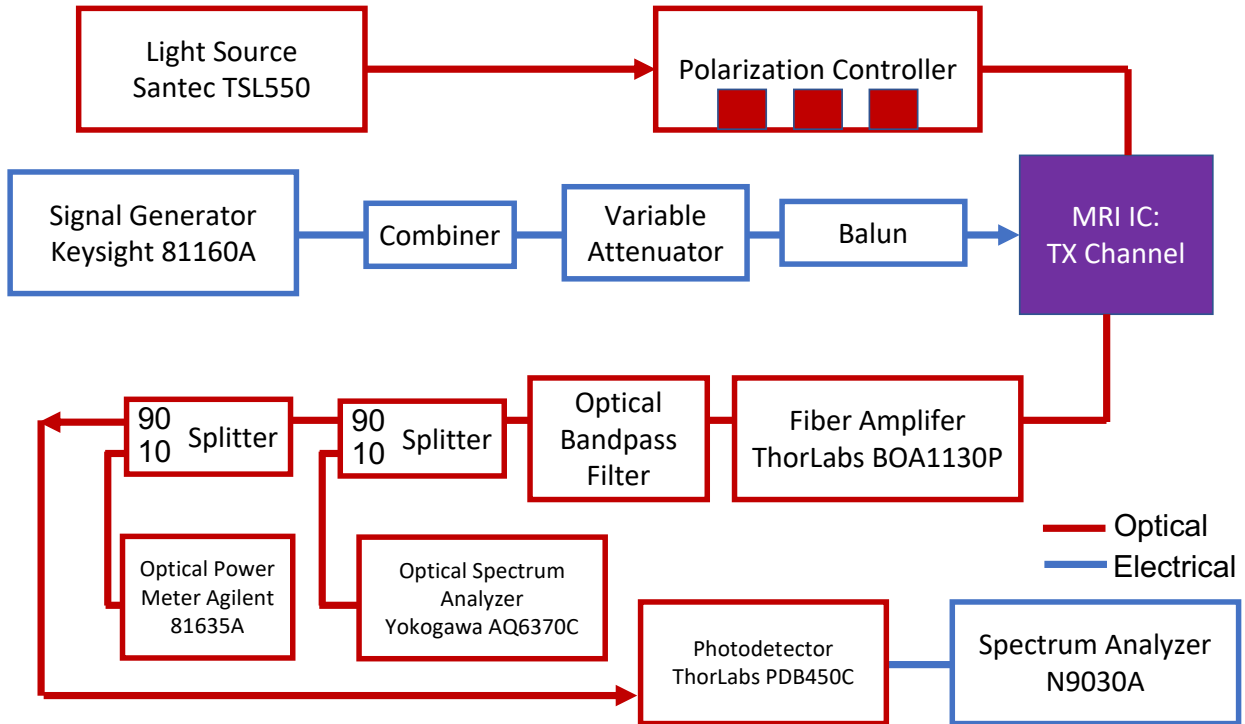 Light Source
Santec TSL550
Polarization Controller
Signal Generator
Keysight 81160A
Combiner
Variable
Attenuator
Balun
MRI IC:
TX Channel
90
10
Splitter
90
10
Splitter
Optical
Bandpass
Filter
Fiber Amplifer
ThorLabs BOA1130P
Optical
Electrical
Optical Power
Meter Agilent
81635A
Optical Spectrum
Analyzer
Yokogawa AQ6370C
Photodetector
ThorLabs PDB450C
Spectrum Analyzer
N9030A